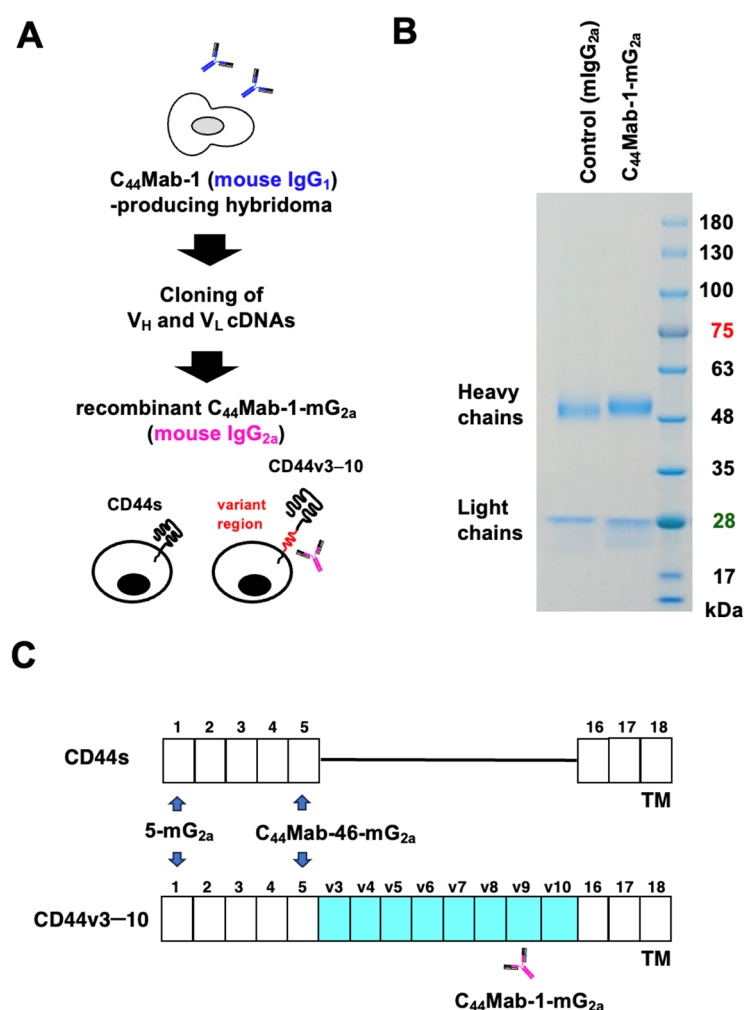 A
C44Mab-1 (mouse IgG1)
-producing hybridoma
Cloning of
VH and VL cDNAs
recombinant C44Mab-1-mG2a
(mouse IgG2a)
CD44v3–10
CD44s
variant
region
B
Control (mIgG2a)
C44Mab-1-mG2a
180
130
100
75
63
48
35
28
17
kDa
Heavy
chains
Light
chains
C
1 2 3 4 5 16 17 18
CD44s
TM
5-mG2a C44Mab-46-mG2a
1 2 3 4 5 v3 v4 v5 v6 v7 v8 v9 v10 16 17 18
CD44v3–10
TM
C44Mab-1-mG2a